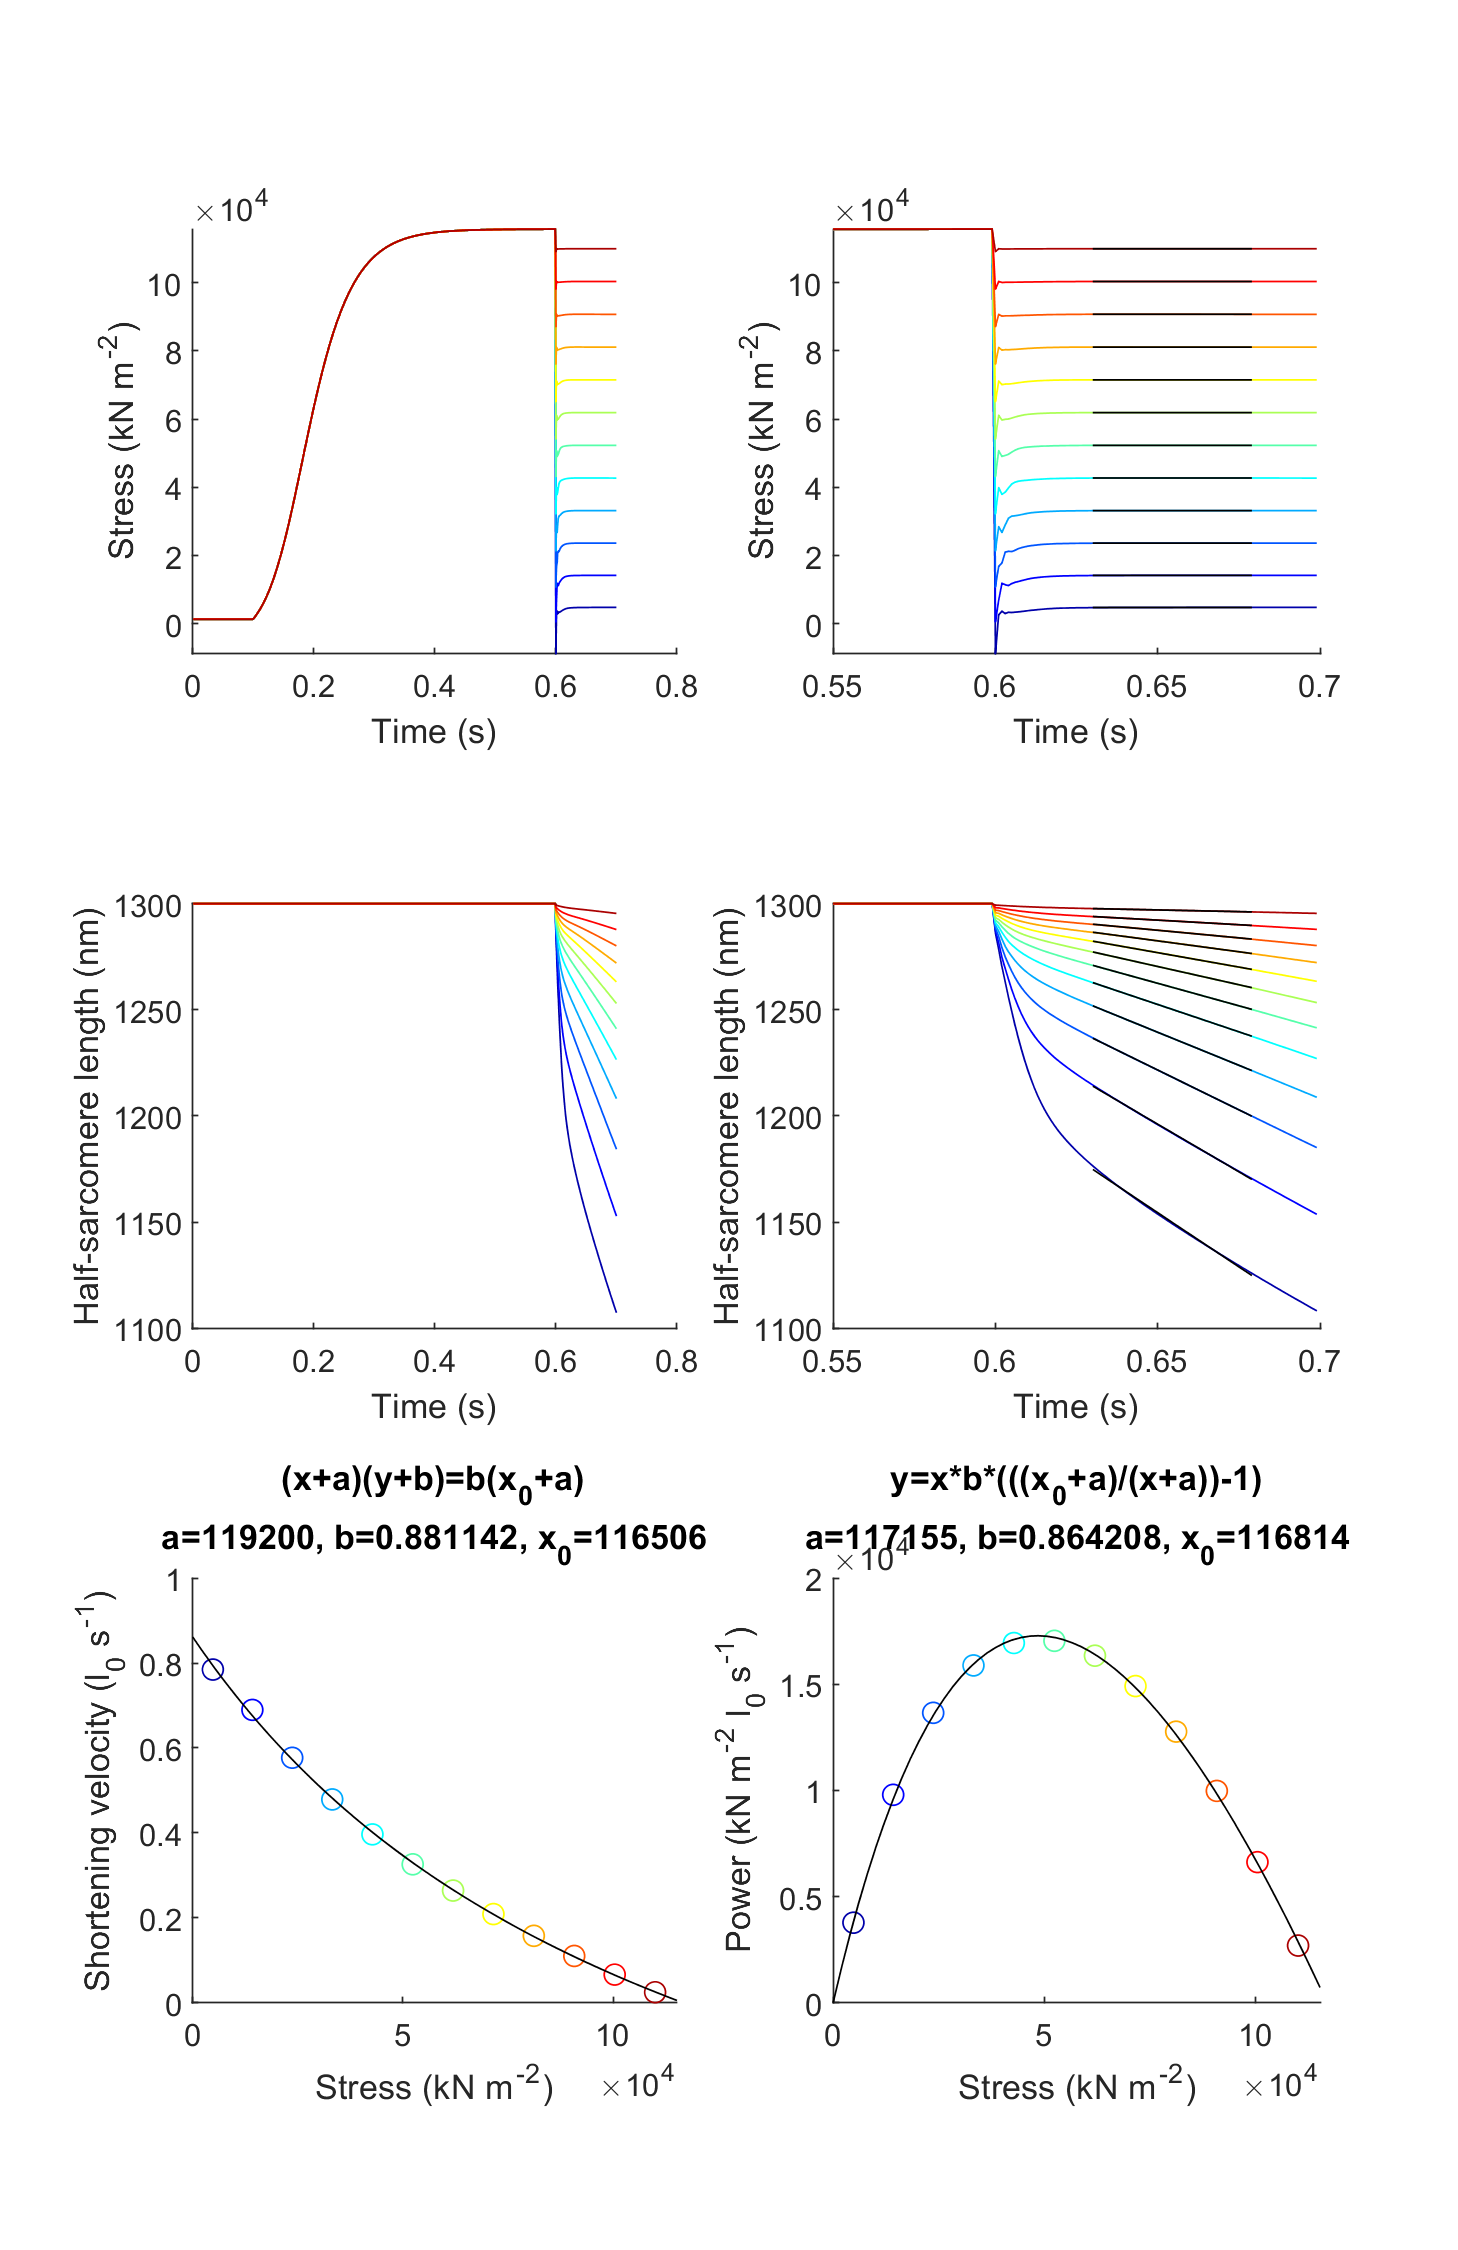 ×10^4
10
8
6
4
2
0
Stress (kN m^-2)
0 0.2 0.4 0.6 0.8
Time (s)
×10^4
10
8
6
4
2
0
Stress (kN m^-2)
0.55 0.6 0.65 0.7
Time (s)
1300
1250
1200
1150
1100
Half-sarcomere length (nm)
0 0.2 0.4 0.6 0.8
Time (s)
1300
1250
1200
1150
1100
Half-sarcomere length (nm)
0.55 0.6 0.65 0.7
Time (s)
(x+a)(y+b)=b(x_0+a)
a=119200, b=0.881142, x_0=116506
1
0.8
0.6
0.4
0.2
0
Shortening velocity (l_0 s^-1)
0 5 10
Stress (kN m^-2) ×10^4
y=x*b*(((x_0+a)/(x+a))-1)
a=117155, b=0.864208, x_0=116814
×10^4
2
1.5
1
0.5
0
Power (kN m^-2 l_0 s^-1)
0 5 10
Stress (kN m^-2) ×10^4